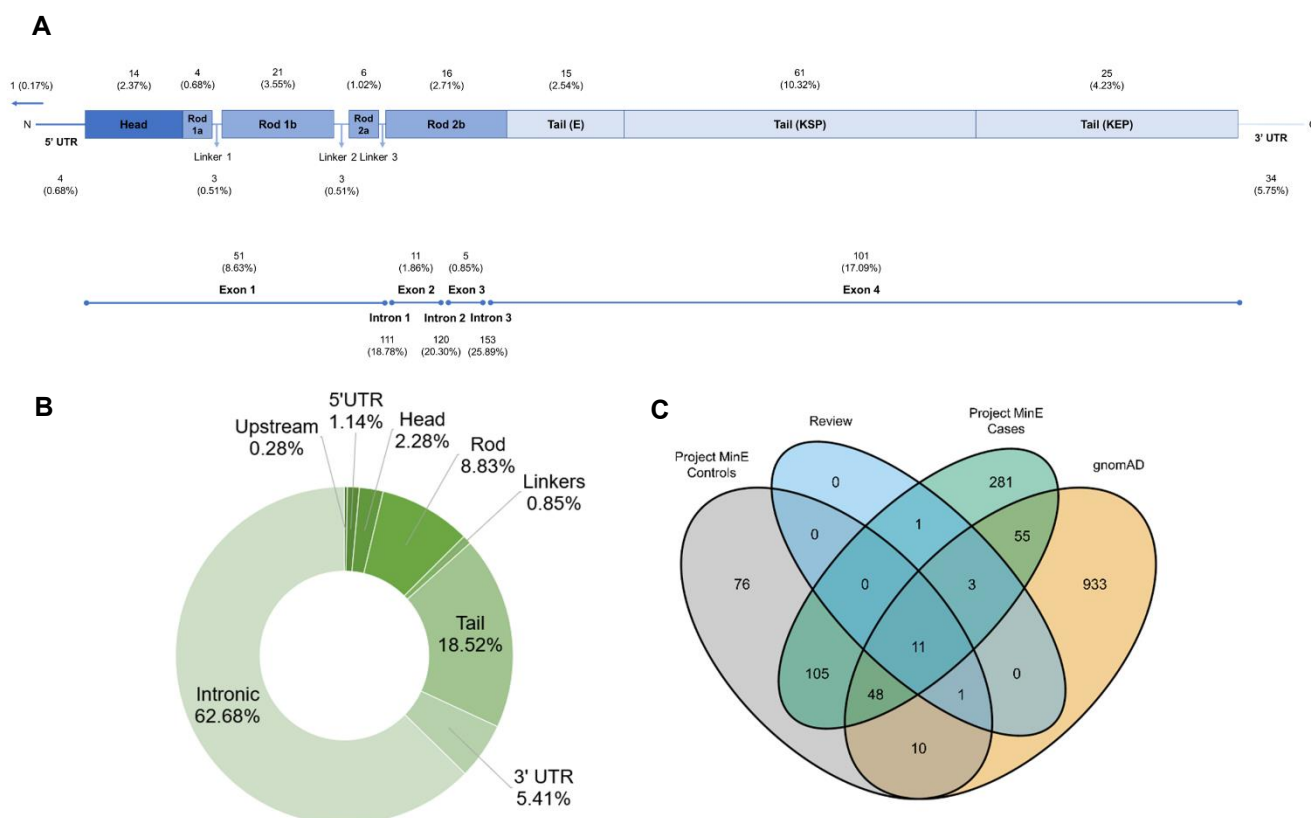 A
1 (0.17%)
14
(2.37%)
4
(0.68%)
21
(3.55%)
6
(1.02%)
16
(2.71%)
15
(2.54%)
61
(10.32%)
25
(4.23%)
N
Head
Rod
1a
Rod 1b
Rod
2a
Rod 2b
Tail (E)
Tail (KSP)
Tail (KEP)
5' UTR
Linker 1
Linker 2
Linker 3
3' UTR
4
(0.68%)
3
(0.51%)
3
(0.51%)
34
(5.75%)
51
(8.63%)
Exon 1
11
(1.86%)
Exon 2
5
(0.85%)
Exon 3
101
(17.09%)
Exon 4
Intron 1
111
(18.78%)
Intron 2
120
(20.30%)
Intron 3
153
(25.89%)
B
Upstream
0.28%
5'UTR
1.14%
Head
2.28%
Rod
8.83%
Linkers
0.85%
Tail
18.52%
3' UTR
5.41%
Intronic
62.68%
C
Project MinE
Controls
Review
Project MinE
Cases
gnomAD
0
281
0
1
55
76
0
3
933
11
105
48
1
0
10